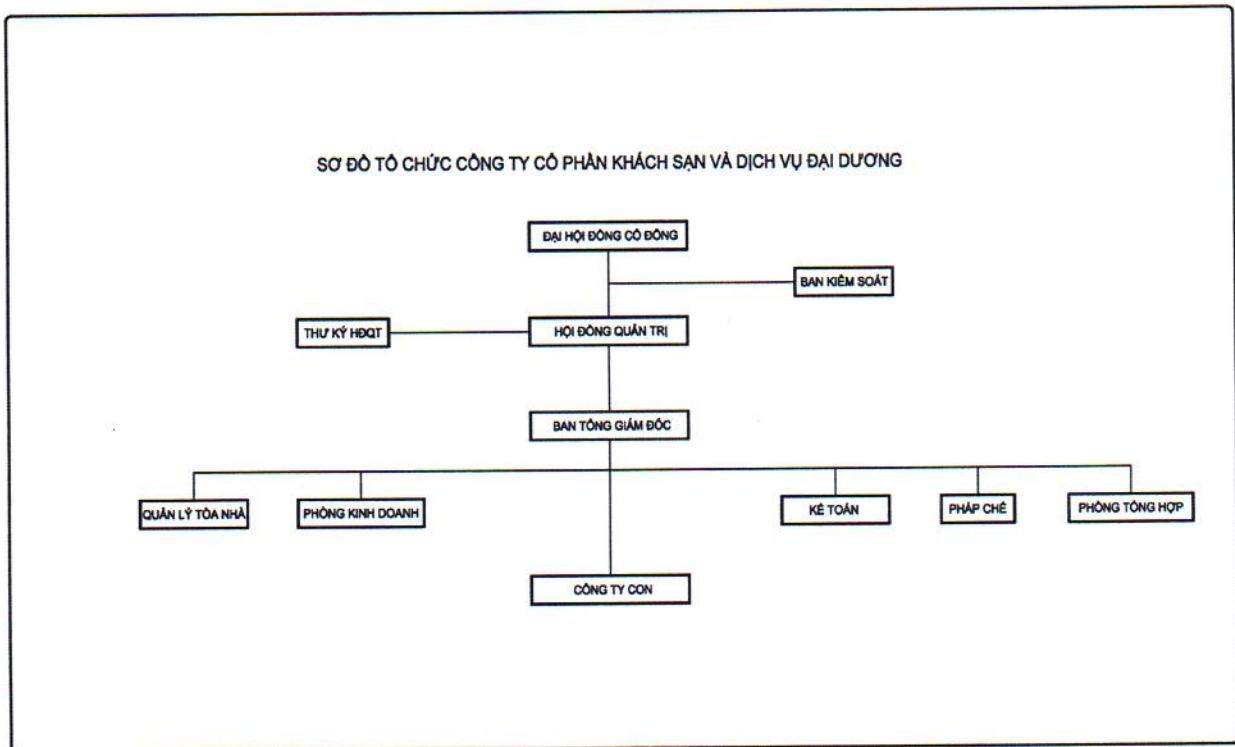 SƠ ĐỒ TỔ CHỨC CÔNG TY CỔ PHẦN KHÁCH SẠN VÀ DỊCH VỤ ĐẠI DƯƠNG
ĐẠI HỘI ĐỒNG CỔ ĐÔNG
BAN KIỂM SOÁT
THƯ KÝ HĐQT
HỘI ĐỒNG QUẢN TRỊ
BAN TỔNG GIÁM ĐỐC
QUẢN LÝ TÒA NHÀ
PHÒNG KINH DOANH
KẾ TOÁN
PHÁP CHẾ
PHÒNG TỔNG HỢP
CÔNG TY CON